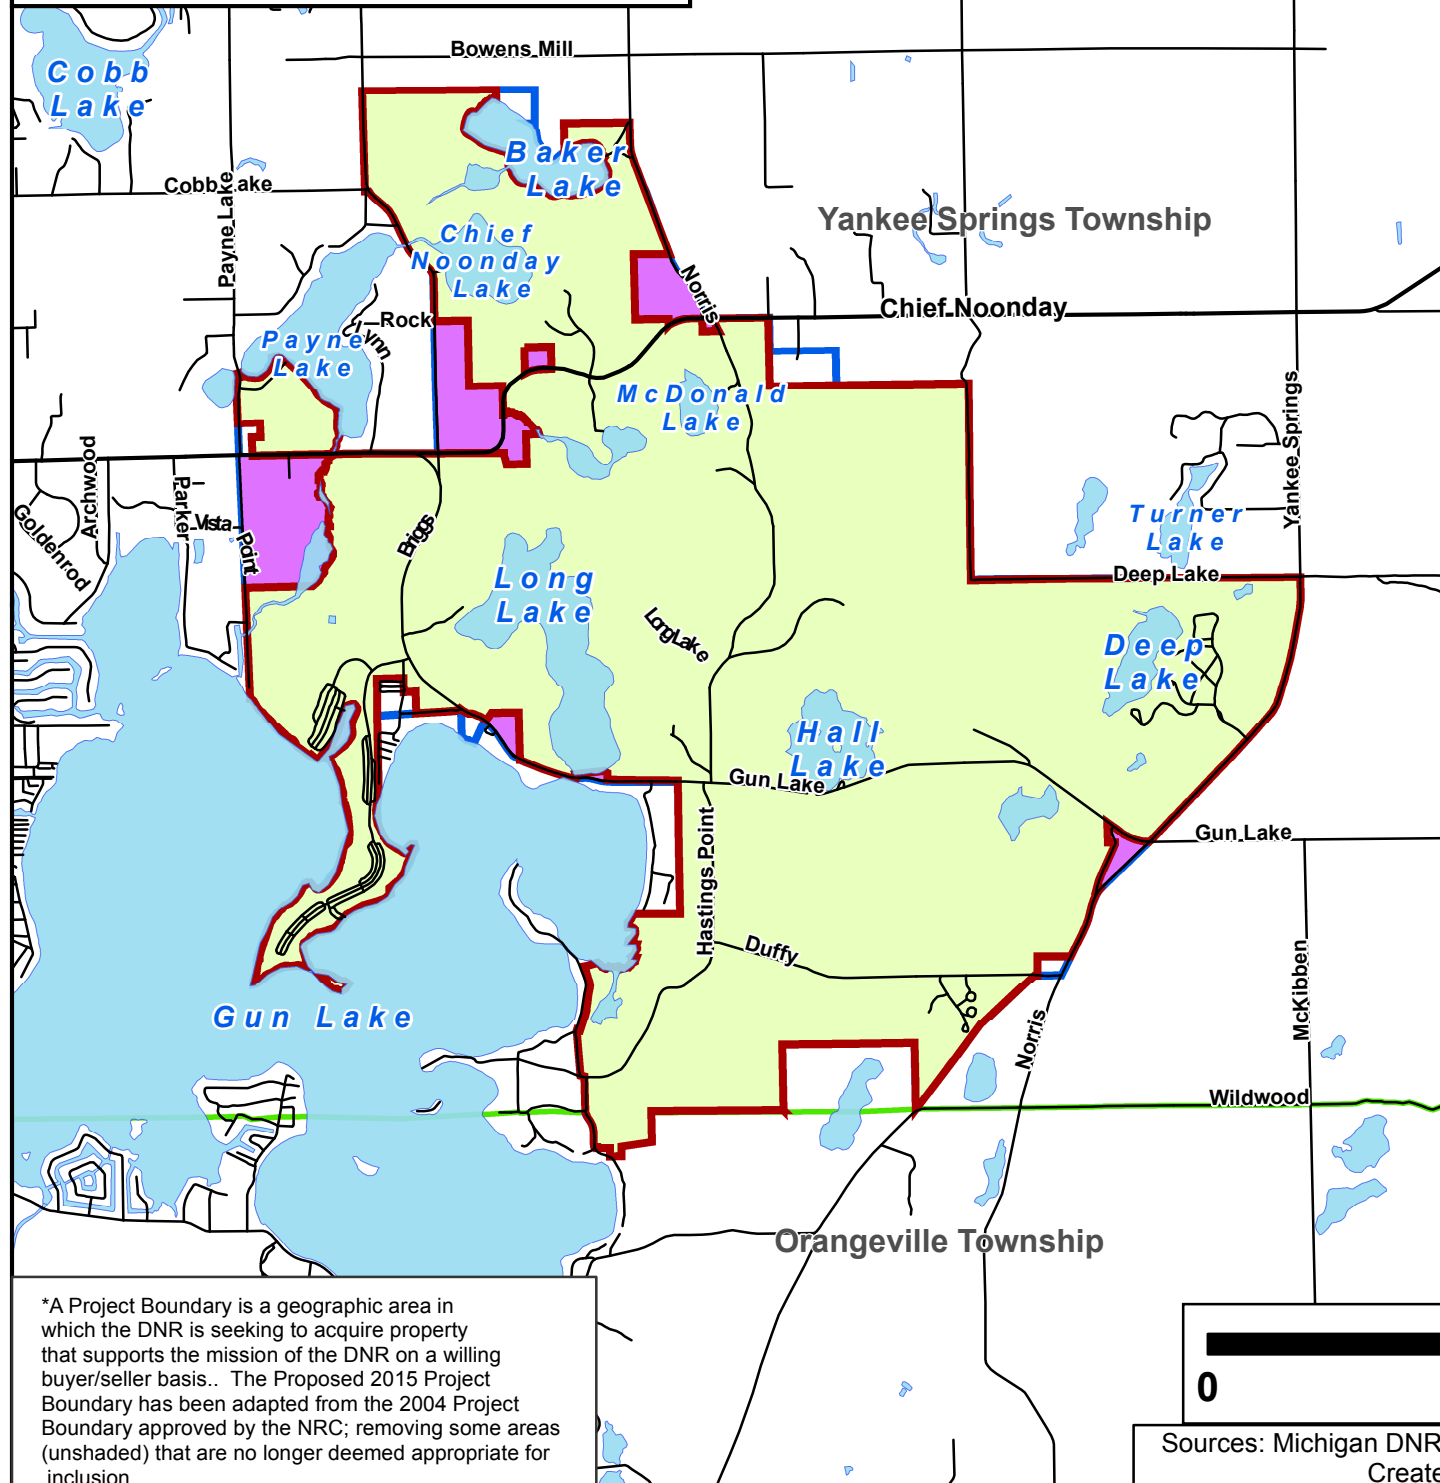 Bowens Mill
Cobb
Lake
Baker
Lake
Cobb Lake
Payne Lake
Yankee Springs Township
Chief
Noonday
Lake
Norris
Chief Noonday
Rock
Lynn
Payne
Lake
McDonald
Lake
Yankee Springs
Archwood
Parker
Vista
Point
Goldenrod
Briggs
Turner
Lake
Deep Lake
Long
Lake
Long Lake
Deep
Lake
Hall
Lake
Gun Lake
Gun Lake
Hastings Point
Duffy
McKibben
Gun Lake
Norris
Wildwood
Orangeville Township
*A Project Boundary is a geographic area in
which the DNR is seeking to acquire property
that supports the mission of the DNR on a willing
buyer/seller basis.. The Proposed 2015 Project
Boundary has been adapted from the 2004 Project
Boundary approved by the NRC; removing some areas
(unshaded) that are no longer deemed appropriate for
inclusion
0
Sources: Michigan DNR
Create